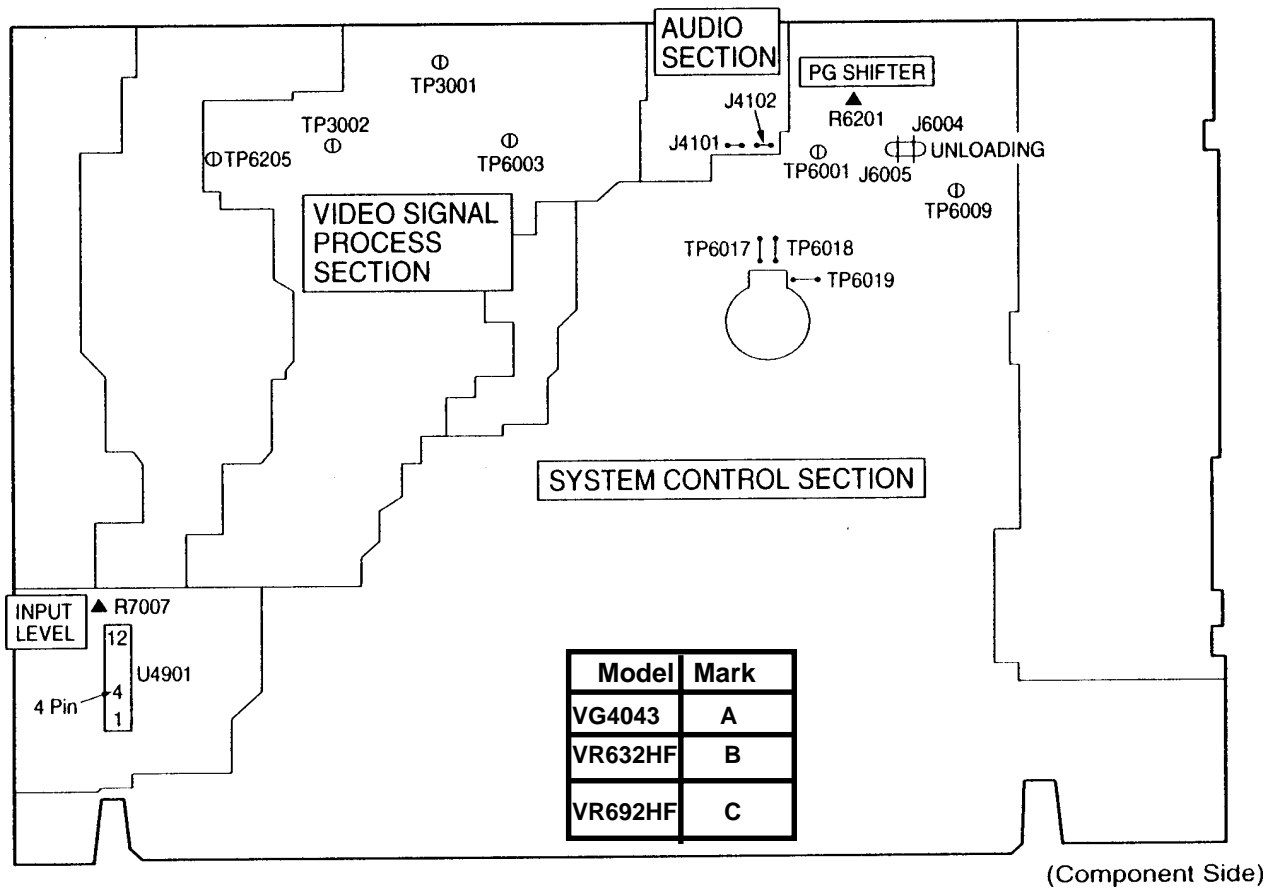 AUDIO
SECTION
PG SHIFTER
TP3001
J4102
R6201
J6004
TP3002
J4101
UNLOADING
TP6205
TP6003
TP6001
J6005
TP6009
VIDEO SIGNAL
PROCESS
SECTION
TP6017
TP6018
TP6019
SYSTEM CONTROL SECTION
INPUT
LEVEL
R7007
12
U4901
4 Pin
4
1
Model Mark
VG4043 A
VR632HF B
VR692HF C
(Component Side)